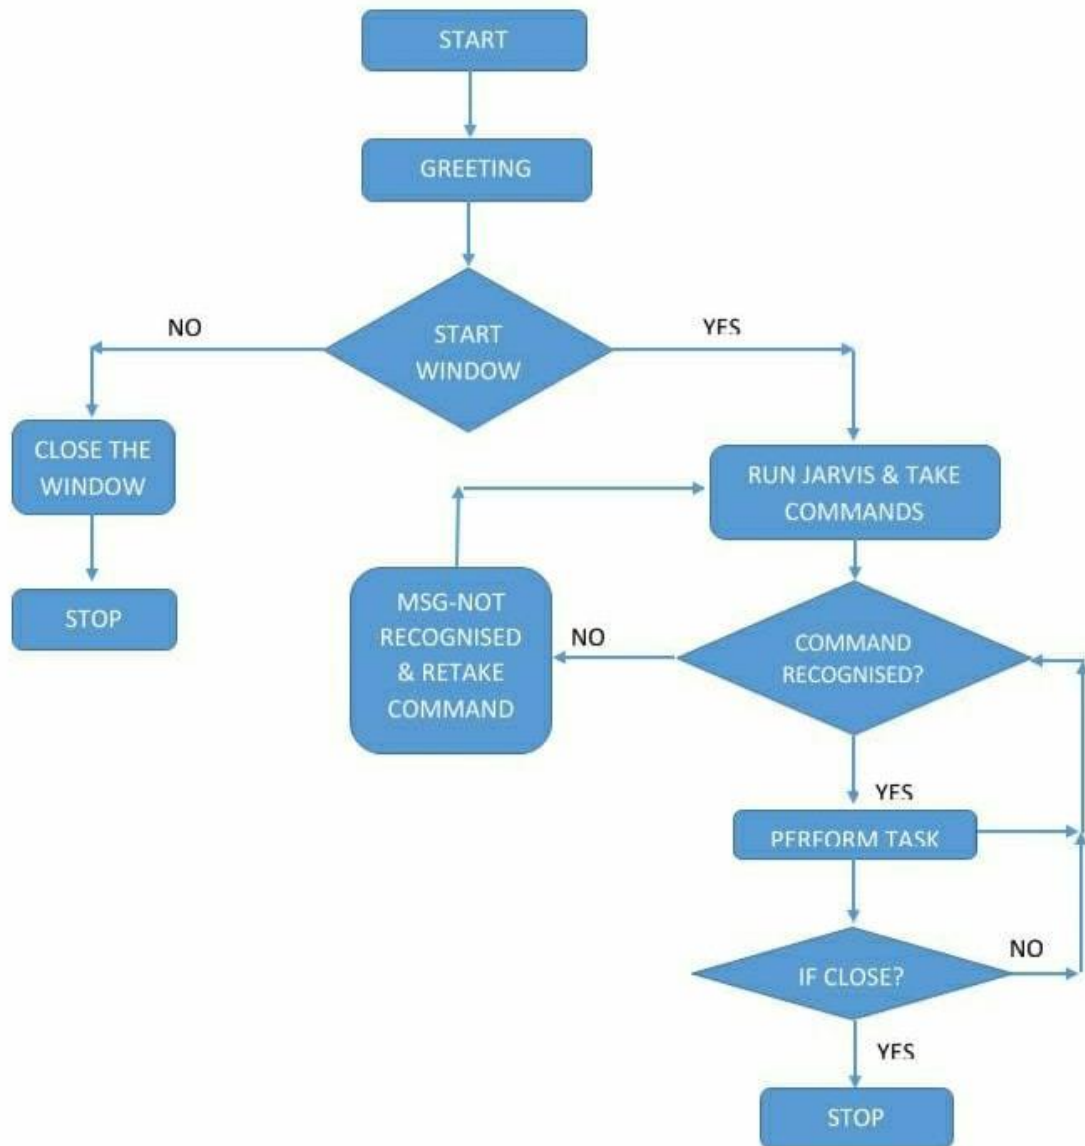 START
GREETING
START
WINDOW
NO
YES
CLOSE THE
WINDOW
STOP
RUN JARVIS & TAKE
COMMANDS
MSG-NOT
RECOGNISED
& RETAKE
COMMAND
NO
COMMAND
RECOGNISED?
YES
PERFORM TASK
IF CLOSE?
NO
YES
STOP